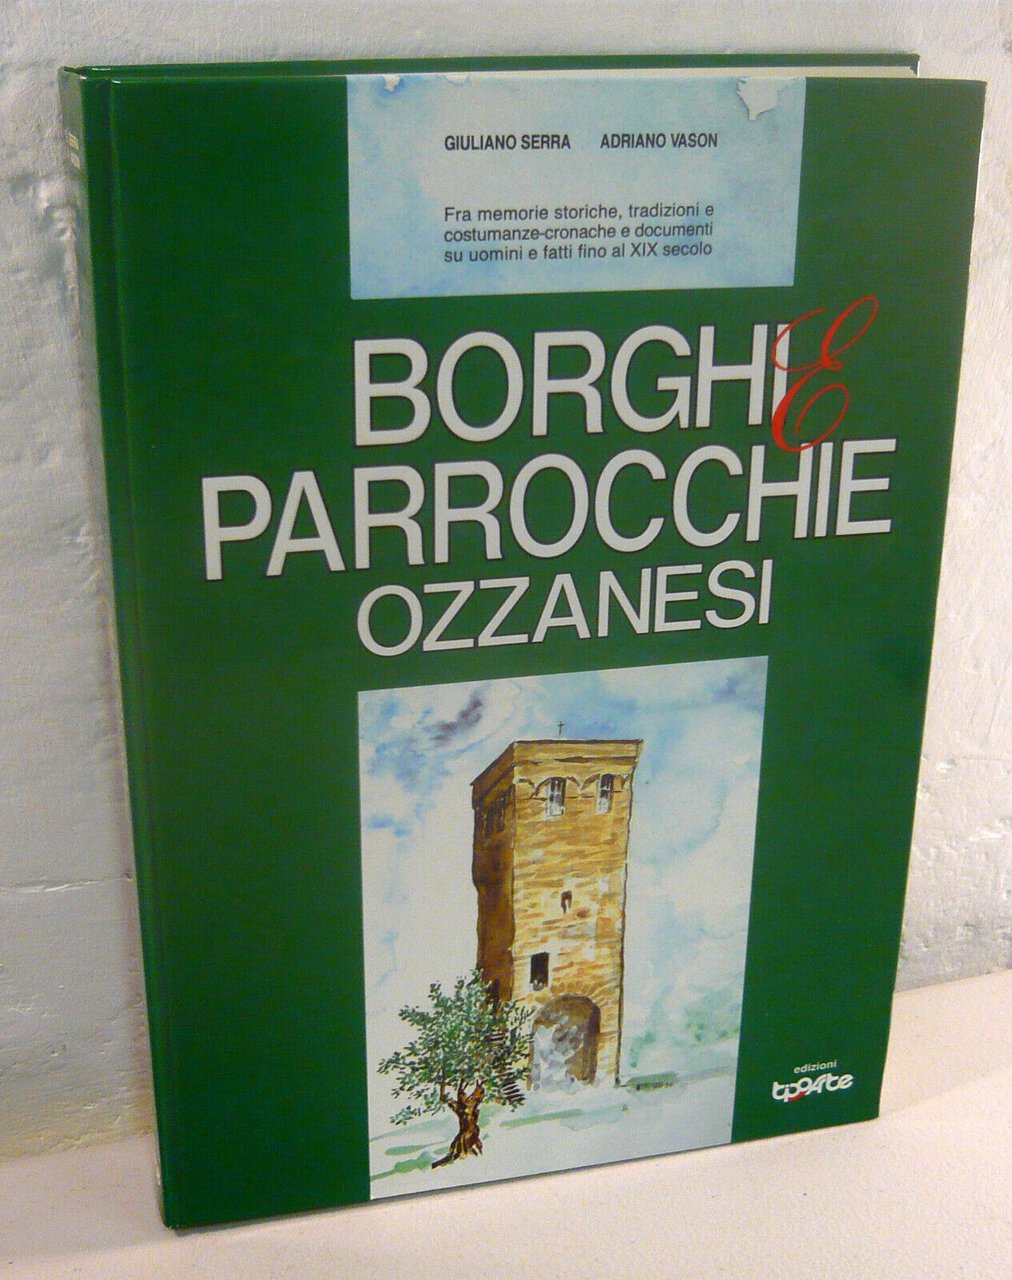 GIULIANO SERRA ADRIANO VASON
Fra memorie storiche, tradizioni e
costumanze-cronache e documenti
su uomini e fatti fino al XIX secolo
BORGHI E
PARROCCHIE
OZZANESI
edizioni
tipoArte